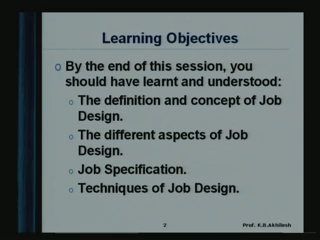 Learning Objectives
o By the end of this session, you
should have learnt and understood:
o The definition and concept of Job
Design.
o The different aspects of Job
Design.
o Job Specification.
o Techniques of Job Design.
2
Prof. K.B.Akhilesh